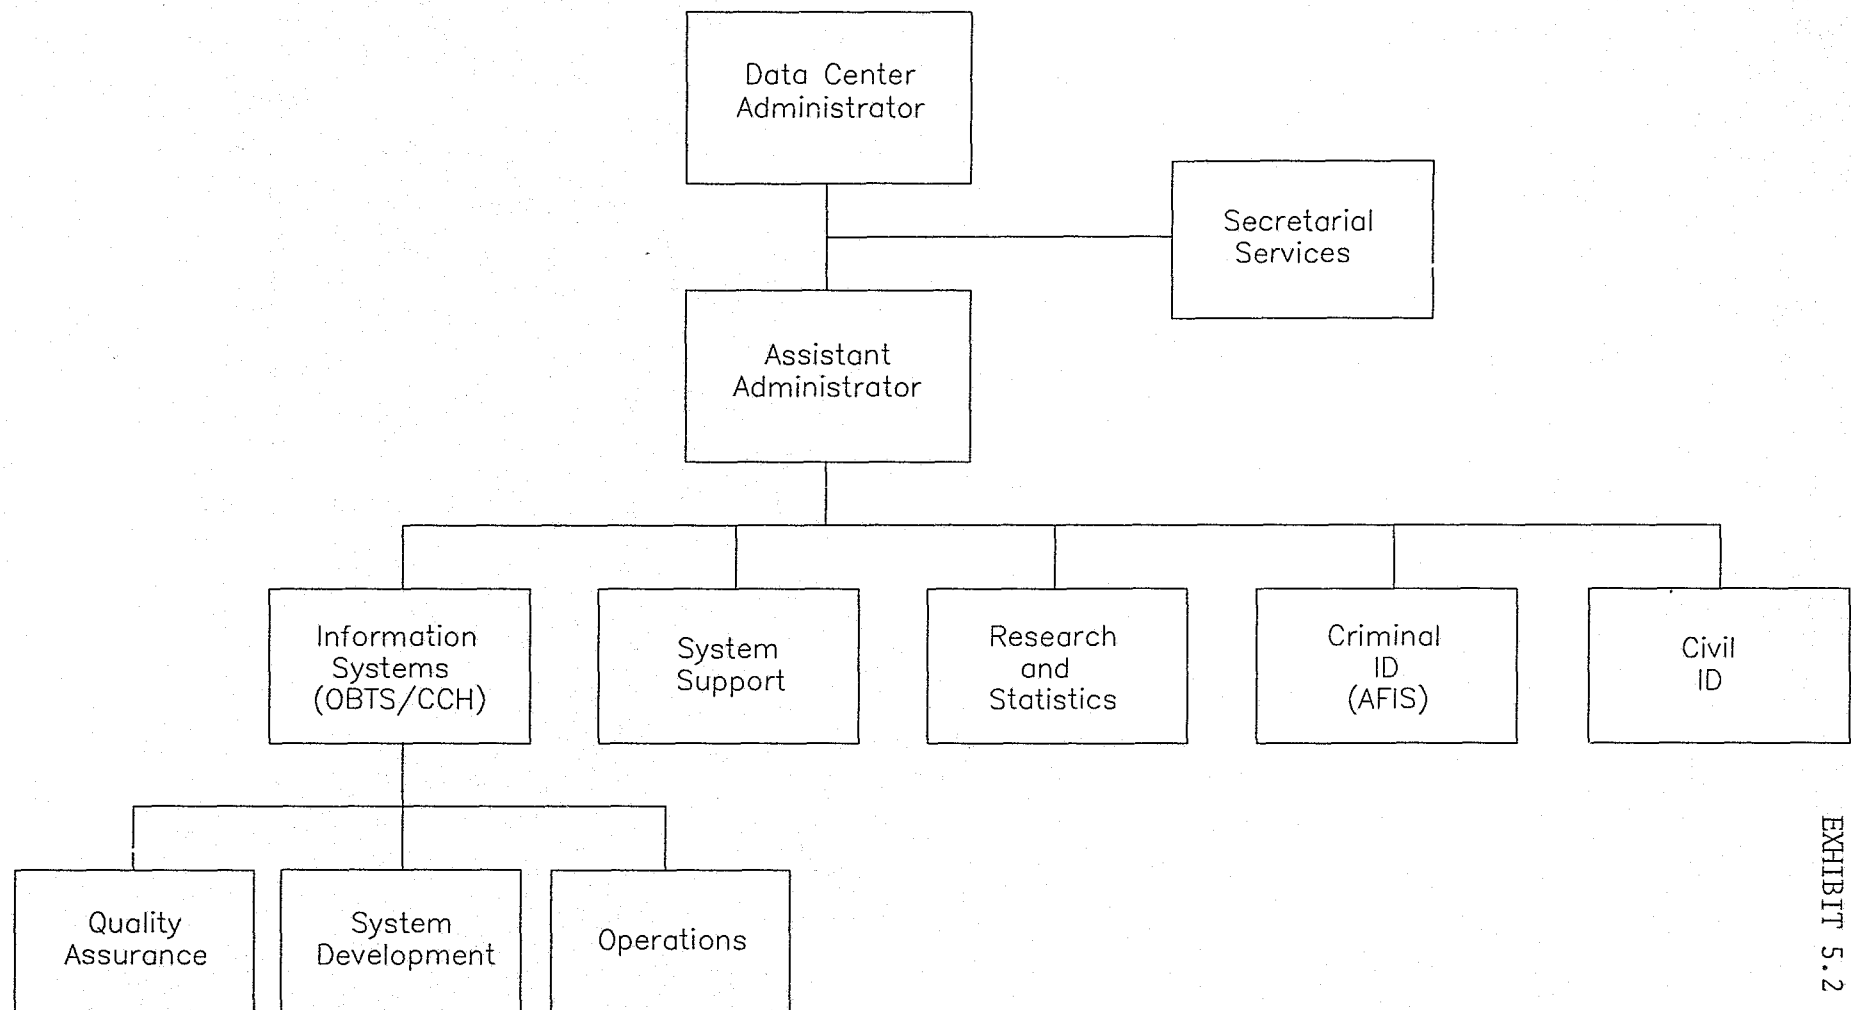 Data Center
Administrator
Secretarial
Services
Assistant
Administrator
Information
Systems
(OBTS/CCH)
System
Support
Research
and
Statistics
Criminal
ID
(AFIS)
Civil
ID
Quality
Assurance
System
Development
Operations
EXHIBIT 5.2